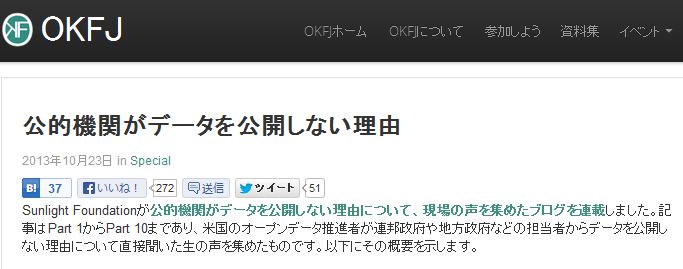 OKFJ
OKFJホーム OKFJについて 参加しよう 資料集 イベント
公的機関がデータを公開しない理由
2013年10月23日 in Special
B! 37 いいね！ 272 送信 ツイート 51
Sunlight Foundationが公的機関がデータを公開しない理由について、現場の声を集めたブログを連載しました。記
事は Part 1からPart 10まであり、米国のオープンデータ推進者が連邦政府や地方政府などの担当者からデータを公開し
ない理由について直接聞いた生の声を集めたものです。以下にその概要を示します。